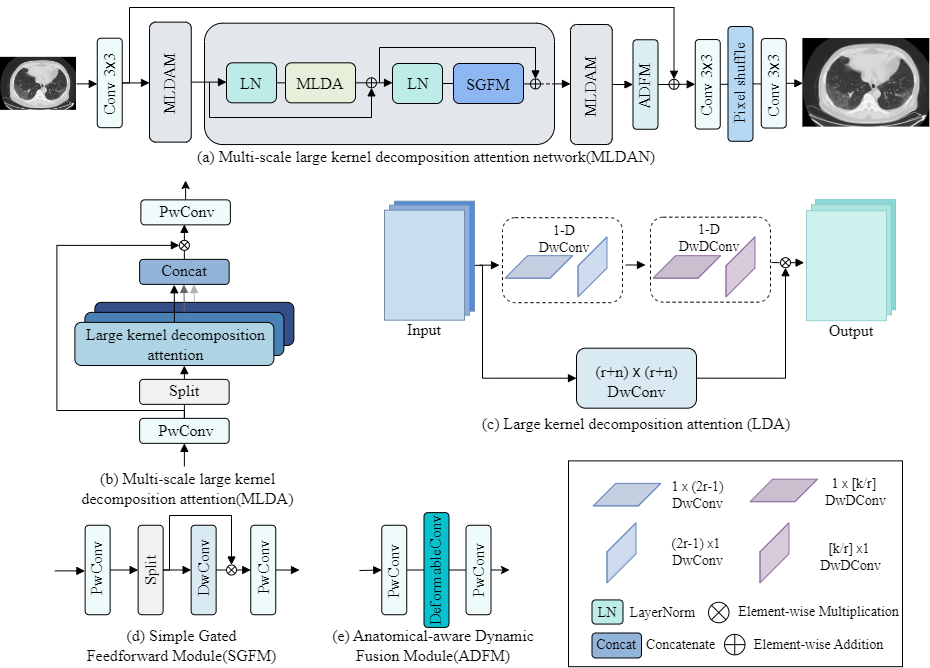 Conv 3X3
MLDAM
LN
MLDA
LN
SGFM
MLDAM
ADFM
Conv 3X3
Pixel shuffle
Conv 3X3
(a) Multi-scale large kernel decomposition attention network(MLDAN)
PwConv
Concat
Large kernel decomposition
attention
Split
PwConv
(b) Multi-scale large kernel
decomposition attention(MLDA)
Input
1-D
DwConv
1-D
DwDConv
Output
(r+n) x (r+n)
DwConv
(c) Large kernel decomposition attention (LDA)
PwConv
Split
DwConv
PwConv
(d) Simple Gated
Feedforward Module(SGFM)
PwConv
DeformableConv
PwConv
(e) Anatomical-aware Dynamic
Fusion Module(ADFM)
1 x (2r-1)
DwConv
1 x [k/r]
DwDConv
(2r-1) x1
DwConv
[k/r] x1
DwDConv
LN LayerNorm
Element-wise Multiplication
Concat Concatenate
Element-wise Addition